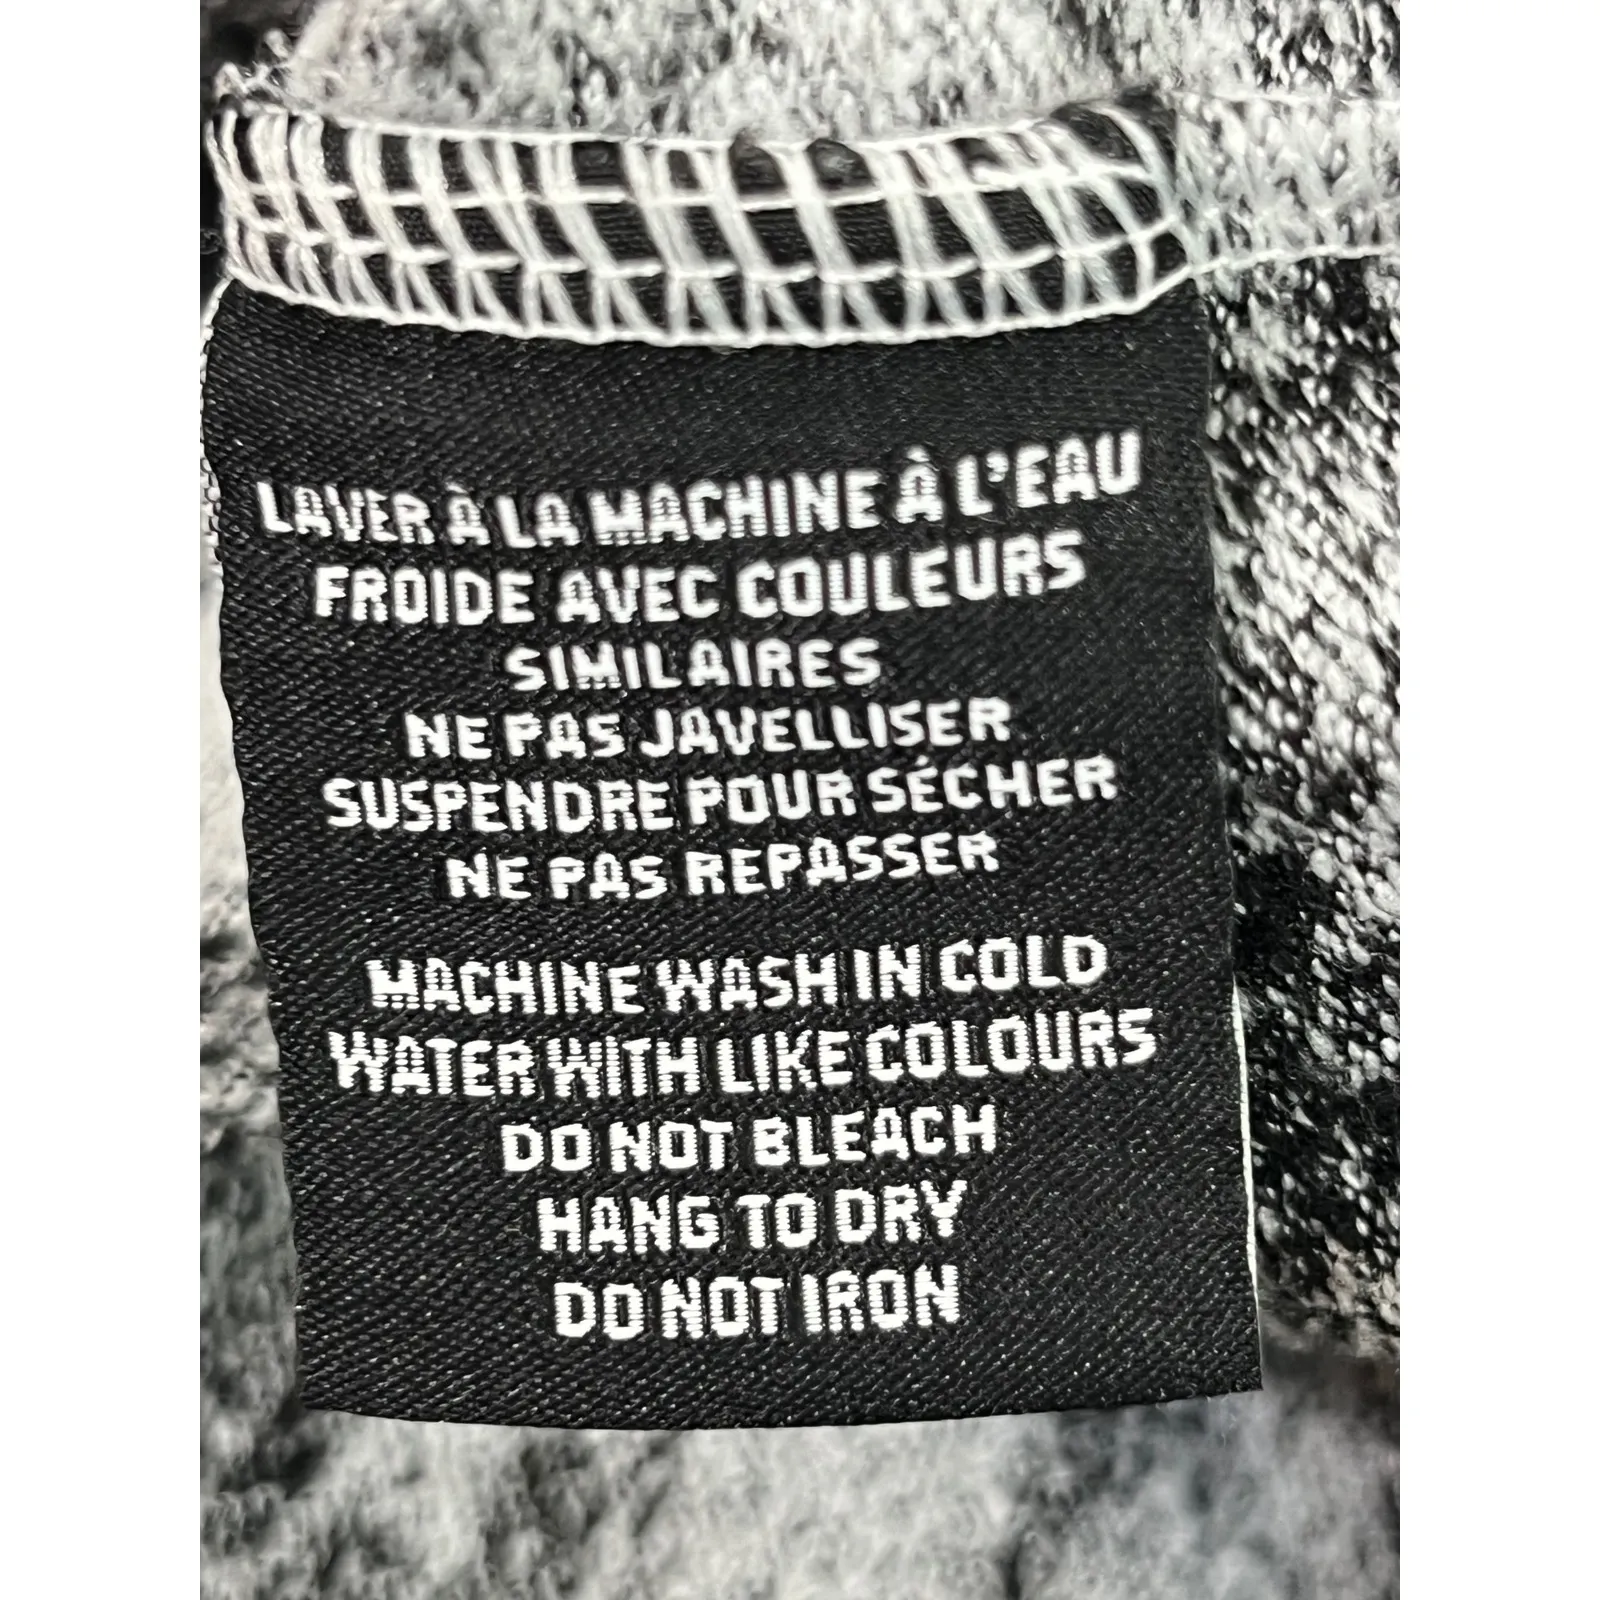 LAVER À LA MACHINE À L'EAU
FROIDE AVEC COULEURS
SIMILAIRES
NE PAS JAVELLISER
SUSPENDRE POUR SÉCHER
NE PAS REPASSER
MACHINE WASH IN COLD
WATER WITH LIKE COLOURS
DO NOT BLEACH
HANG TO DRY
DO NOT IRON